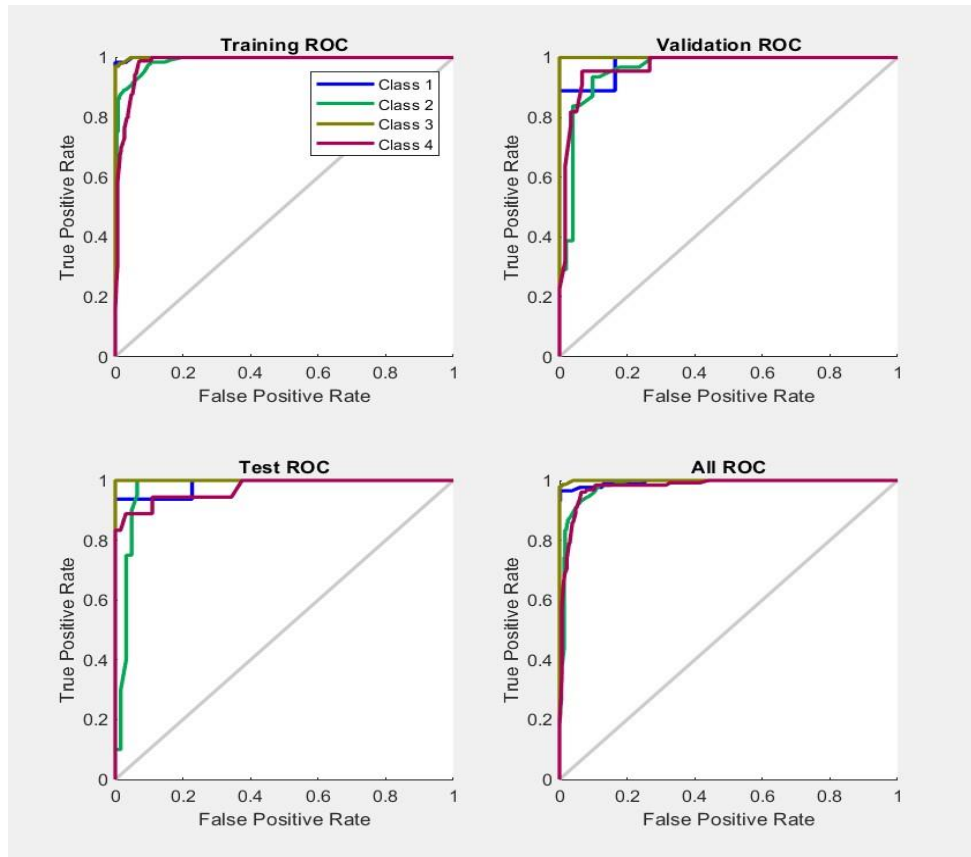 Training ROC
True Positive Rate
1
0.8
0.6
0.4
0.2
0
Class 1
Class 2
Class 3
Class 4
0 0.2 0.4 0.6 0.8 1
False Positive Rate
Validation ROC
True Positive Rate
1
0.8
0.6
0.4
0.2
0
0 0.2 0.4 0.6 0.8 1
False Positive Rate
Test ROC
True Positive Rate
1
0.8
0.6
0.4
0.2
0
0 0.2 0.4 0.6 0.8 1
False Positive Rate
All ROC
True Positive Rate
1
0.8
0.6
0.4
0.2
0
0 0.2 0.4 0.6 0.8 1
False Positive Rate